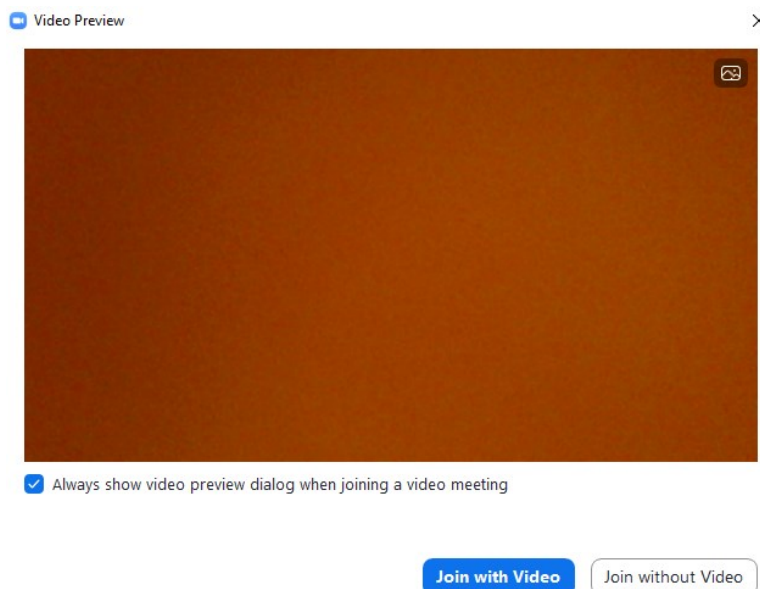 Video Preview
Always show video preview dialog when joining a video meeting
Join with Video
Join without Video